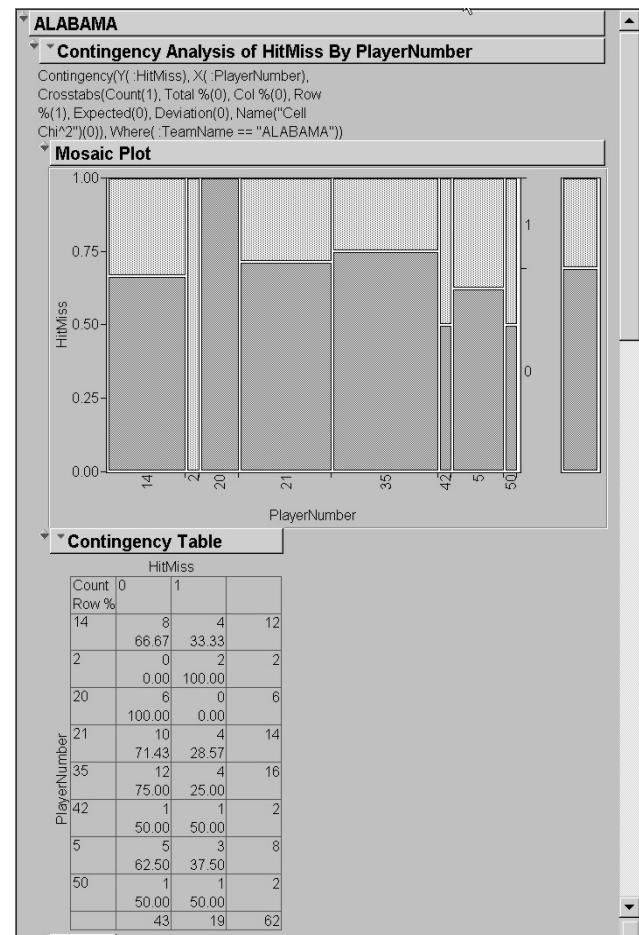 ALABAMA
Contingency Analysis of HitMiss By PlayerNumber
Contingency(Y( :HitMiss), X( :PlayerNumber),
Crosstabs(Count(1), Total %(0), Col %(0), Row
%(1), Expected(0), Deviation(0), Name("Cell
Chi^2")(0)), Where( :TeamName == "ALABAMA"))
Mosaic Plot
1.00
0.75
0.50
0.25
0.00
HitMiss
1
0
14 2 20 21 35 42 5 50
PlayerNumber
Contingency Table
HitMiss
Count 0 1
Row %
14 8 4 12
66.67 33.33
2 0 2 2
0.00 100.00
20 6 0 6
100.00 0.00
21 10 4 14
71.43 28.57
35 12 4 16
75.00 25.00
42 1 1 2
50.00 50.00
5 5 3 8
62.50 37.50
50 1 1 2
50.00 50.00
43 19 62
PlayerNumber